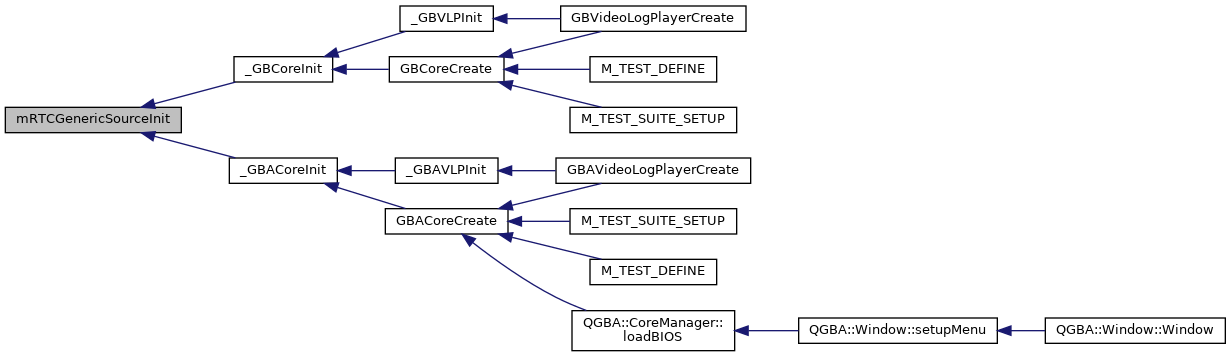 _GBVLPInit
GBVideoLogPlayerCreate
_GBCoreInit
GBCoreCreate
M_TEST_DEFINE
mRTCGenericSourceInit
M_TEST_SUITE_SETUP
_GBACoreInit
_GBAVLPInit
GBAVideoLogPlayerCreate
GBACoreCreate
M_TEST_SUITE_SETUP
M_TEST_DEFINE
QGBA::CoreManager::
loadBIOS
QGBA::Window::setupMenu
QGBA::Window::Window